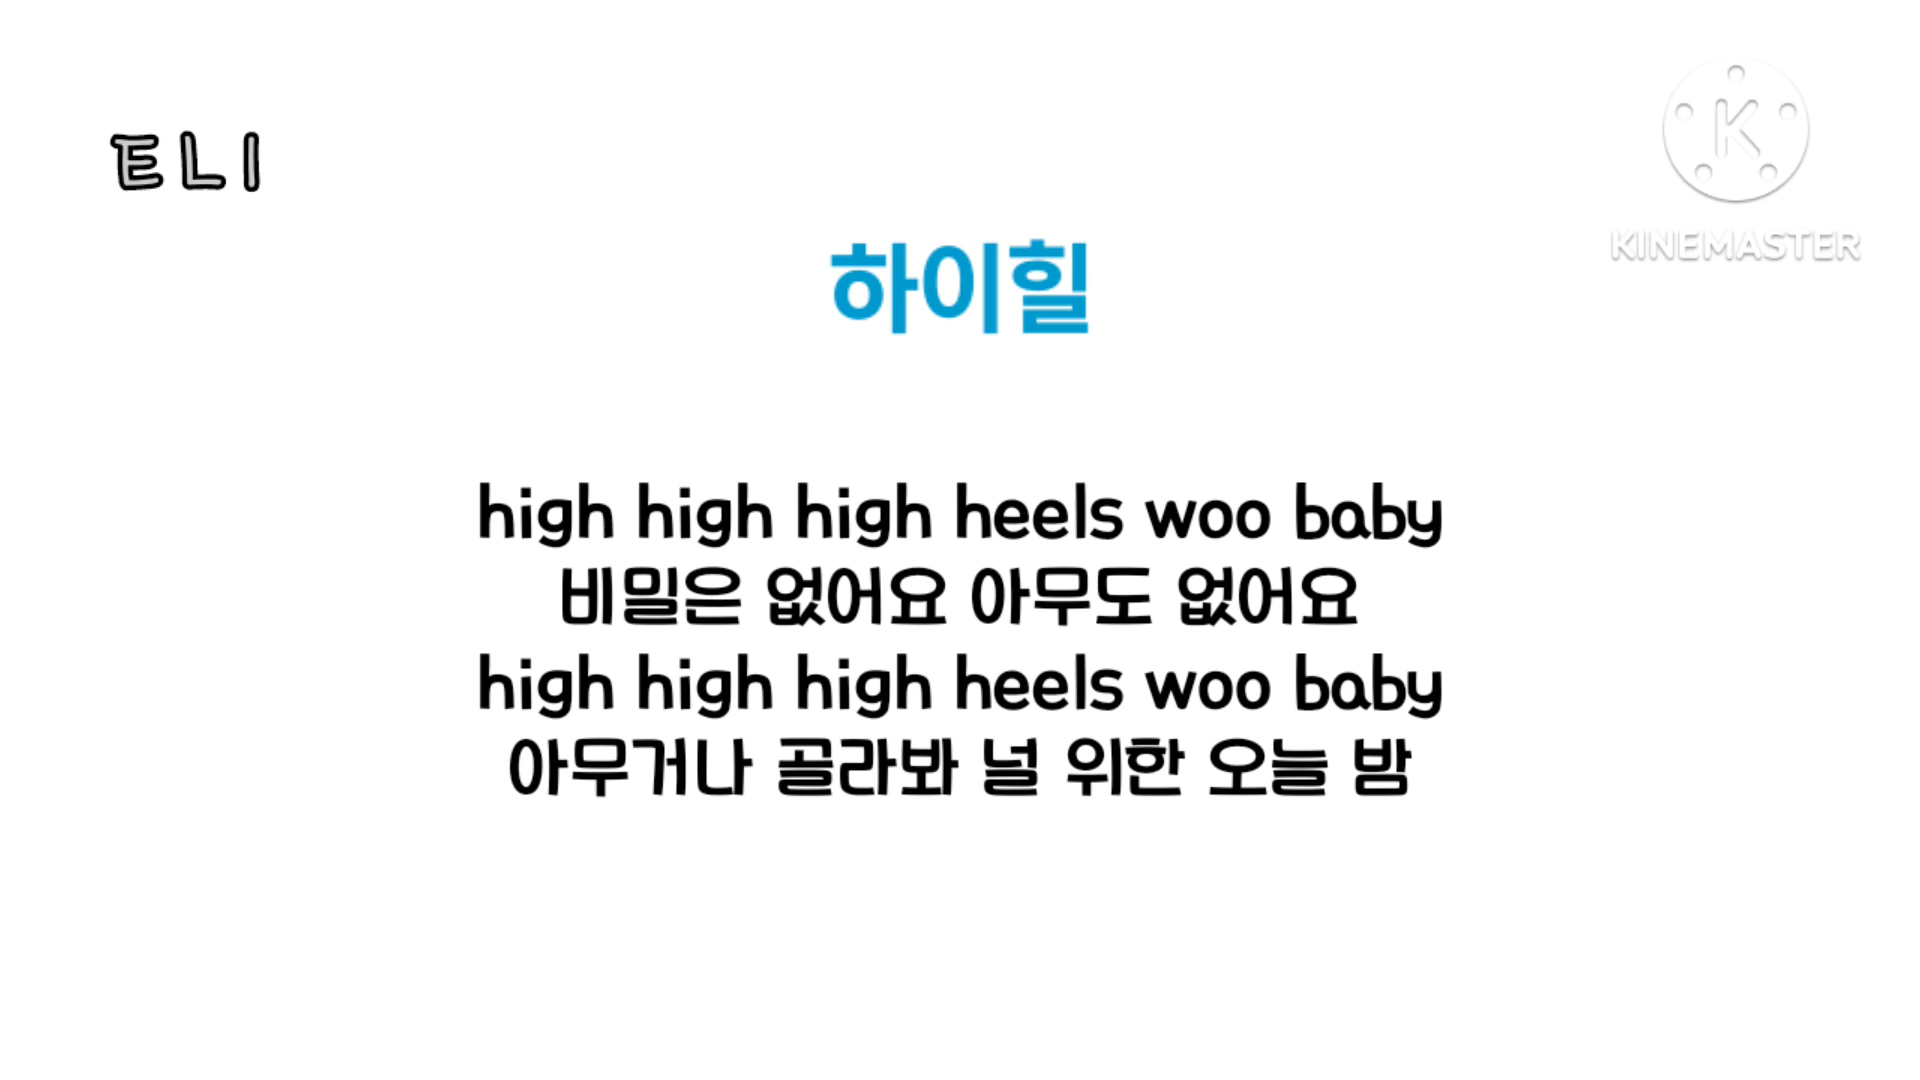 ELI
KINEMASTER
하이힐
high high high heels woo baby
비밀은 없어요 아무도 없어요
high high high heels woo baby
아무거나 골라봐 널 위한 오늘 밤